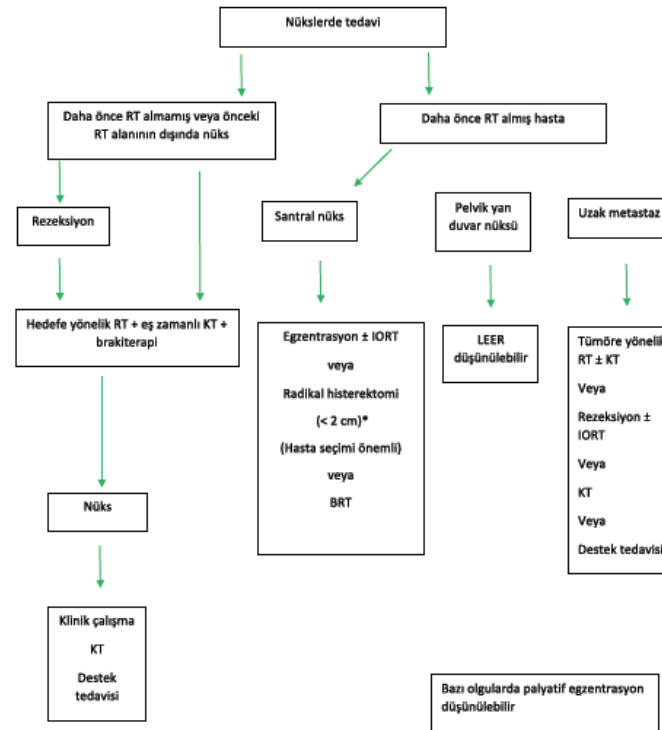 Nükslerde tedavi
Daha önce RT almamış veya önceki
RT alanının dışında nüks
Daha önce RT almış hasta
Rezeksiyon
Santral nüks
Pelvik yan
duvar nüksü
Uzak metastaz
Hedefe yönelik RT + eş zamanlı KT +
brakiterapi
Egzentrasyon ± IORT
veya
Radikal histerektomi
(< 2 cm)*
(Hasta seçimi önemli)
veya
BRT
LEER
düşünülebilir
Tümöre yönelik
RT ± KT
Veya
Rezeksiyon ±
IORT
Veya
KT
Veya
Destek tedavisi
Nüks
Klinik çalışma
KT
Destek
tedavisi
Bazı olgularda palyatif egzentrasyon
düşünülebilir